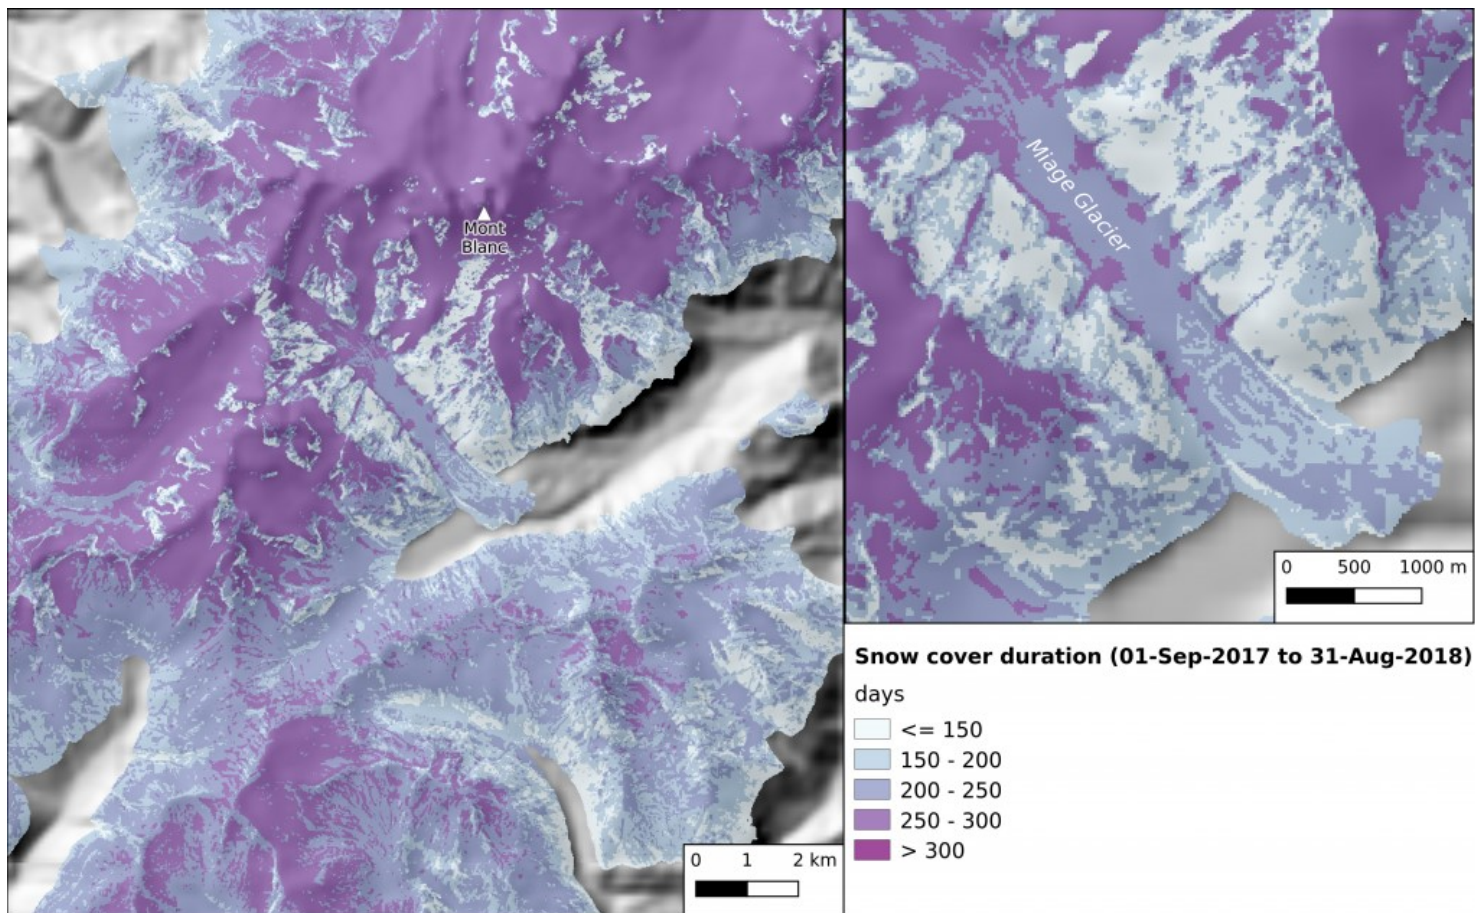 Mont
Blanc
0 1 2 km
Miage Glacier
0 500 1000 m
Snow cover duration (01-Sep-2017 to 31-Aug-2018)
days
<= 150
150 - 200
200 - 250
250 - 300
> 300